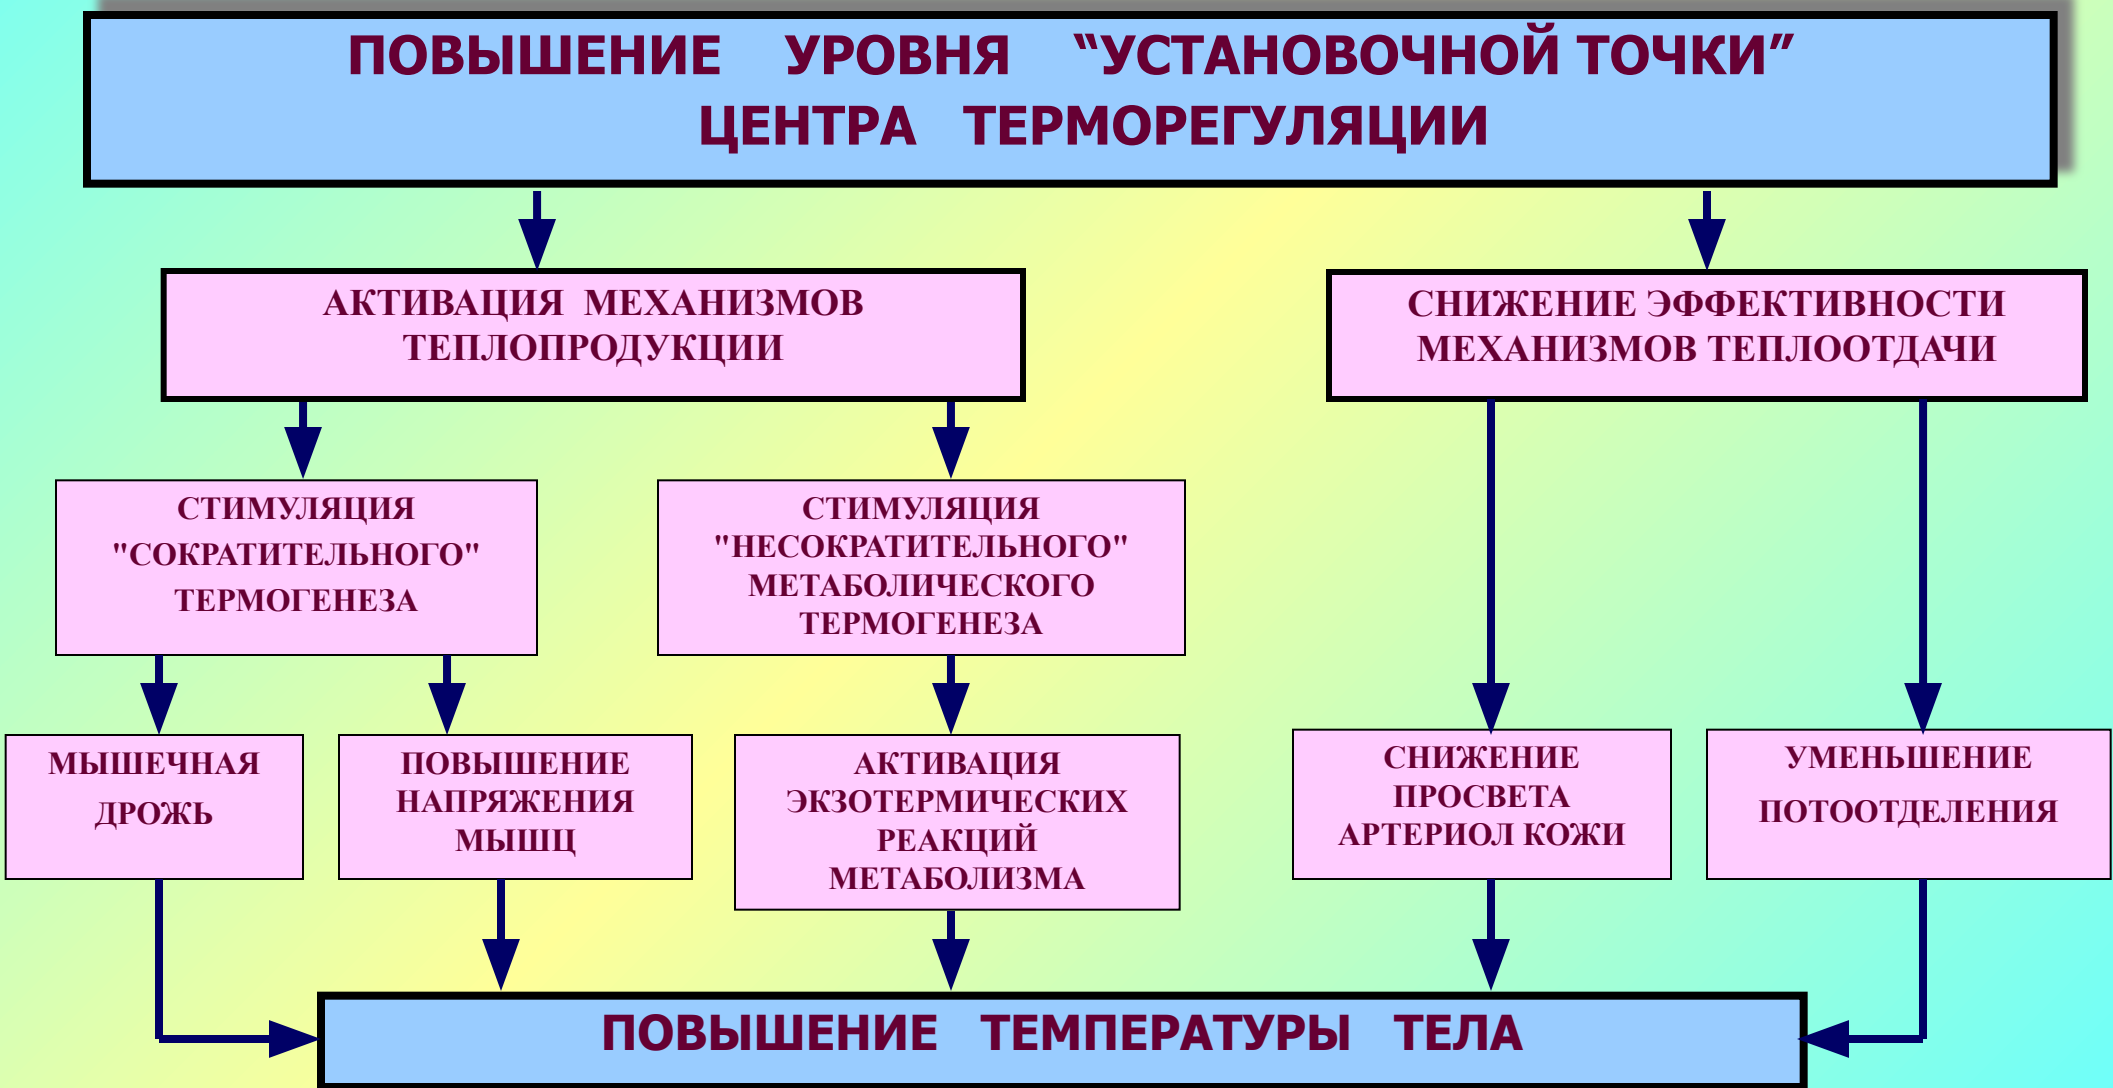 ПОВЫШЕНИЕ УРОВНЯ “УСТАНОВОЧНОЙ ТОЧКИ”
ЦЕНТРА ТЕРМОРЕГУЛЯЦИИ
АКТИВАЦИЯ МЕХАНИЗМОВ
ТЕПЛОПРОДУКЦИИ
СНИЖЕНИЕ ЭФФЕКТИВНОСТИ
МЕХАНИЗМОВ ТЕПЛООТДАЧИ
СТИМУЛЯЦИЯ
"СОКРАТИТЕЛЬНОГО"
ТЕРМОГЕНЕЗА
СТИМУЛЯЦИЯ
"НЕСОКРАТИТЕЛЬНОГО"
МЕТАБОЛИЧЕСКОГО
ТЕРМОГЕНЕЗА
МЫШЕЧНАЯ
ДРОЖЬ
ПОВЫШЕНИЕ
НАПРЯЖЕНИЯ
МЫШЦ
АКТИВАЦИЯ
ЭКЗОТЕРМИЧЕСКИХ
РЕАКЦИЙ
МЕТАБОЛИЗМА
СНИЖЕНИЕ
ПРОСВЕТА
АРТЕРИОЛ КОЖИ
УМЕНЬШЕНИЕ
ПОТООТДЕЛЕНИЯ
ПОВЫШЕНИЕ ТЕМПЕРАТУРЫ ТЕЛА